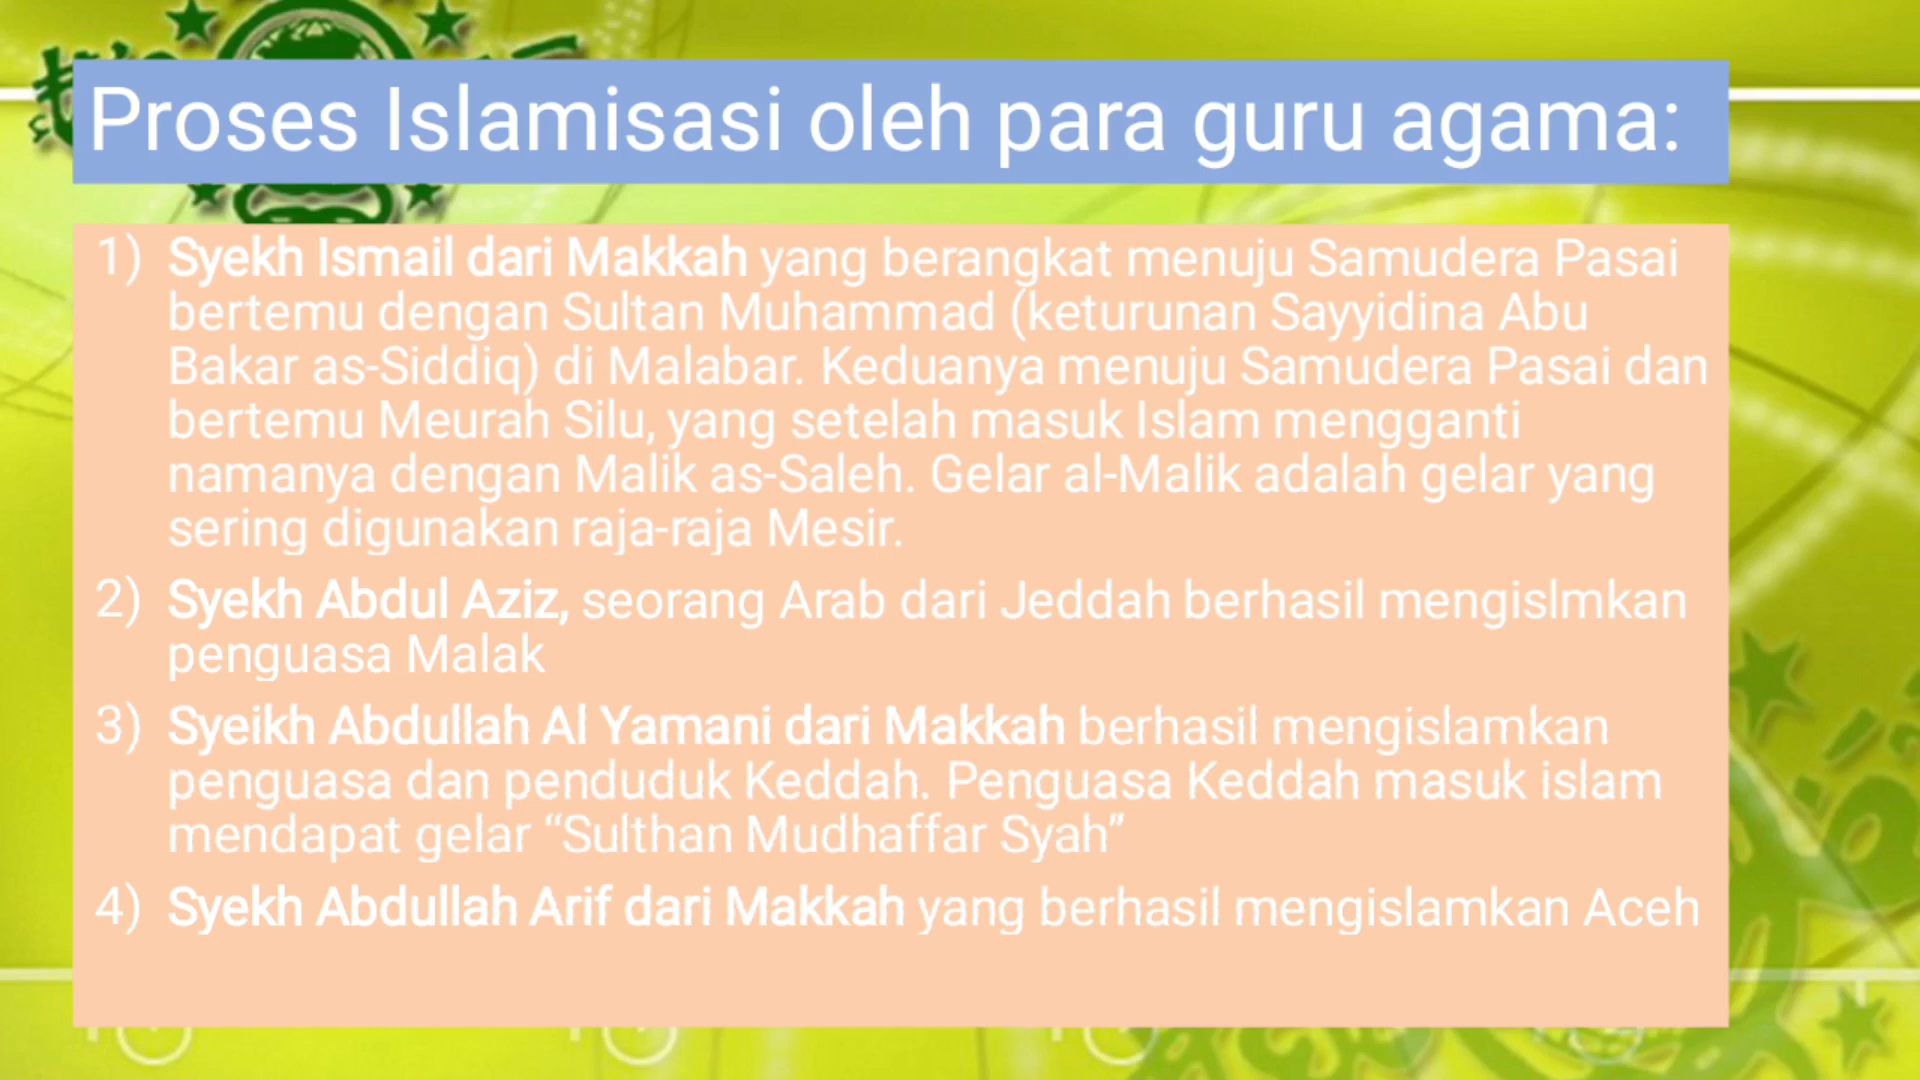 Proses Islamisasi oleh para guru agama:
1) Syekh Ismail dari Makkah yang berangkat menuju Samudera Pasai
bertemu dengan Sultan Muhammad (keturunan Sayyidina Abu
Bakar as-Siddiq) di Malabar. Keduanya menuju Samudera Pasai dan
bertemu Meurah Silu, yang setelah masuk Islam mengganti
namanya dengan Malik as-Saleh. Gelar al-Malik adalah gelar yang
sering digunakan raja-raja Mesir.
2) Syekh Abdul Aziz, seorang Arab dari Jeddah berhasil mengislmkan
penguasa Malak
3) Syeikh Abdullah Al Yamani dari Makkah berhasil mengislamkan
penguasa dan penduduk Keddah. Penguasa Keddah masuk islam
mendapat gelar “Sulthan Mudhaffar Syah”
4) Syekh Abdullah Arif dari Makkah yang berhasil mengislamkan Aceh